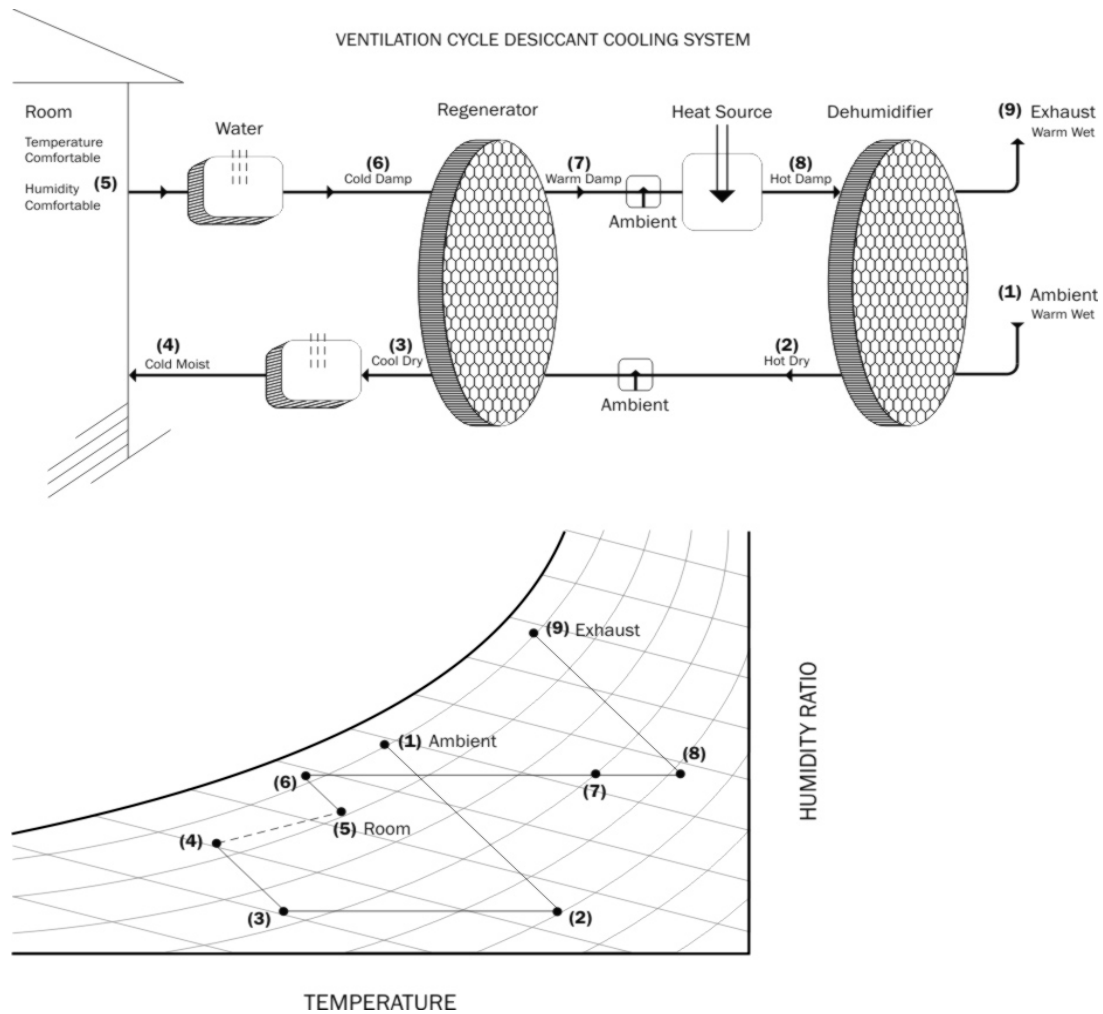 VENTILATION CYCLE DESICCANT COOLING SYSTEM
Room
Temperature
Comfortable
Humidity
Comfortable
(5)
Water
(6)
Cold Damp
Regenerator
(7)
Warm Damp
Ambient
Heat Source
(8)
Hot Damp
Dehumidifier
(9) Exhaust
Warm Wet
(1) Ambient
Warm Wet
(4)
Cold Moist
(3)
Cool Dry
Ambient
(2)
Hot Dry
(9) Exhaust
(1) Ambient
(8)
(6)
(7)
(5) Room
(4)
(3)
(2)
HUMIDITY RATIO
TEMPERATURE